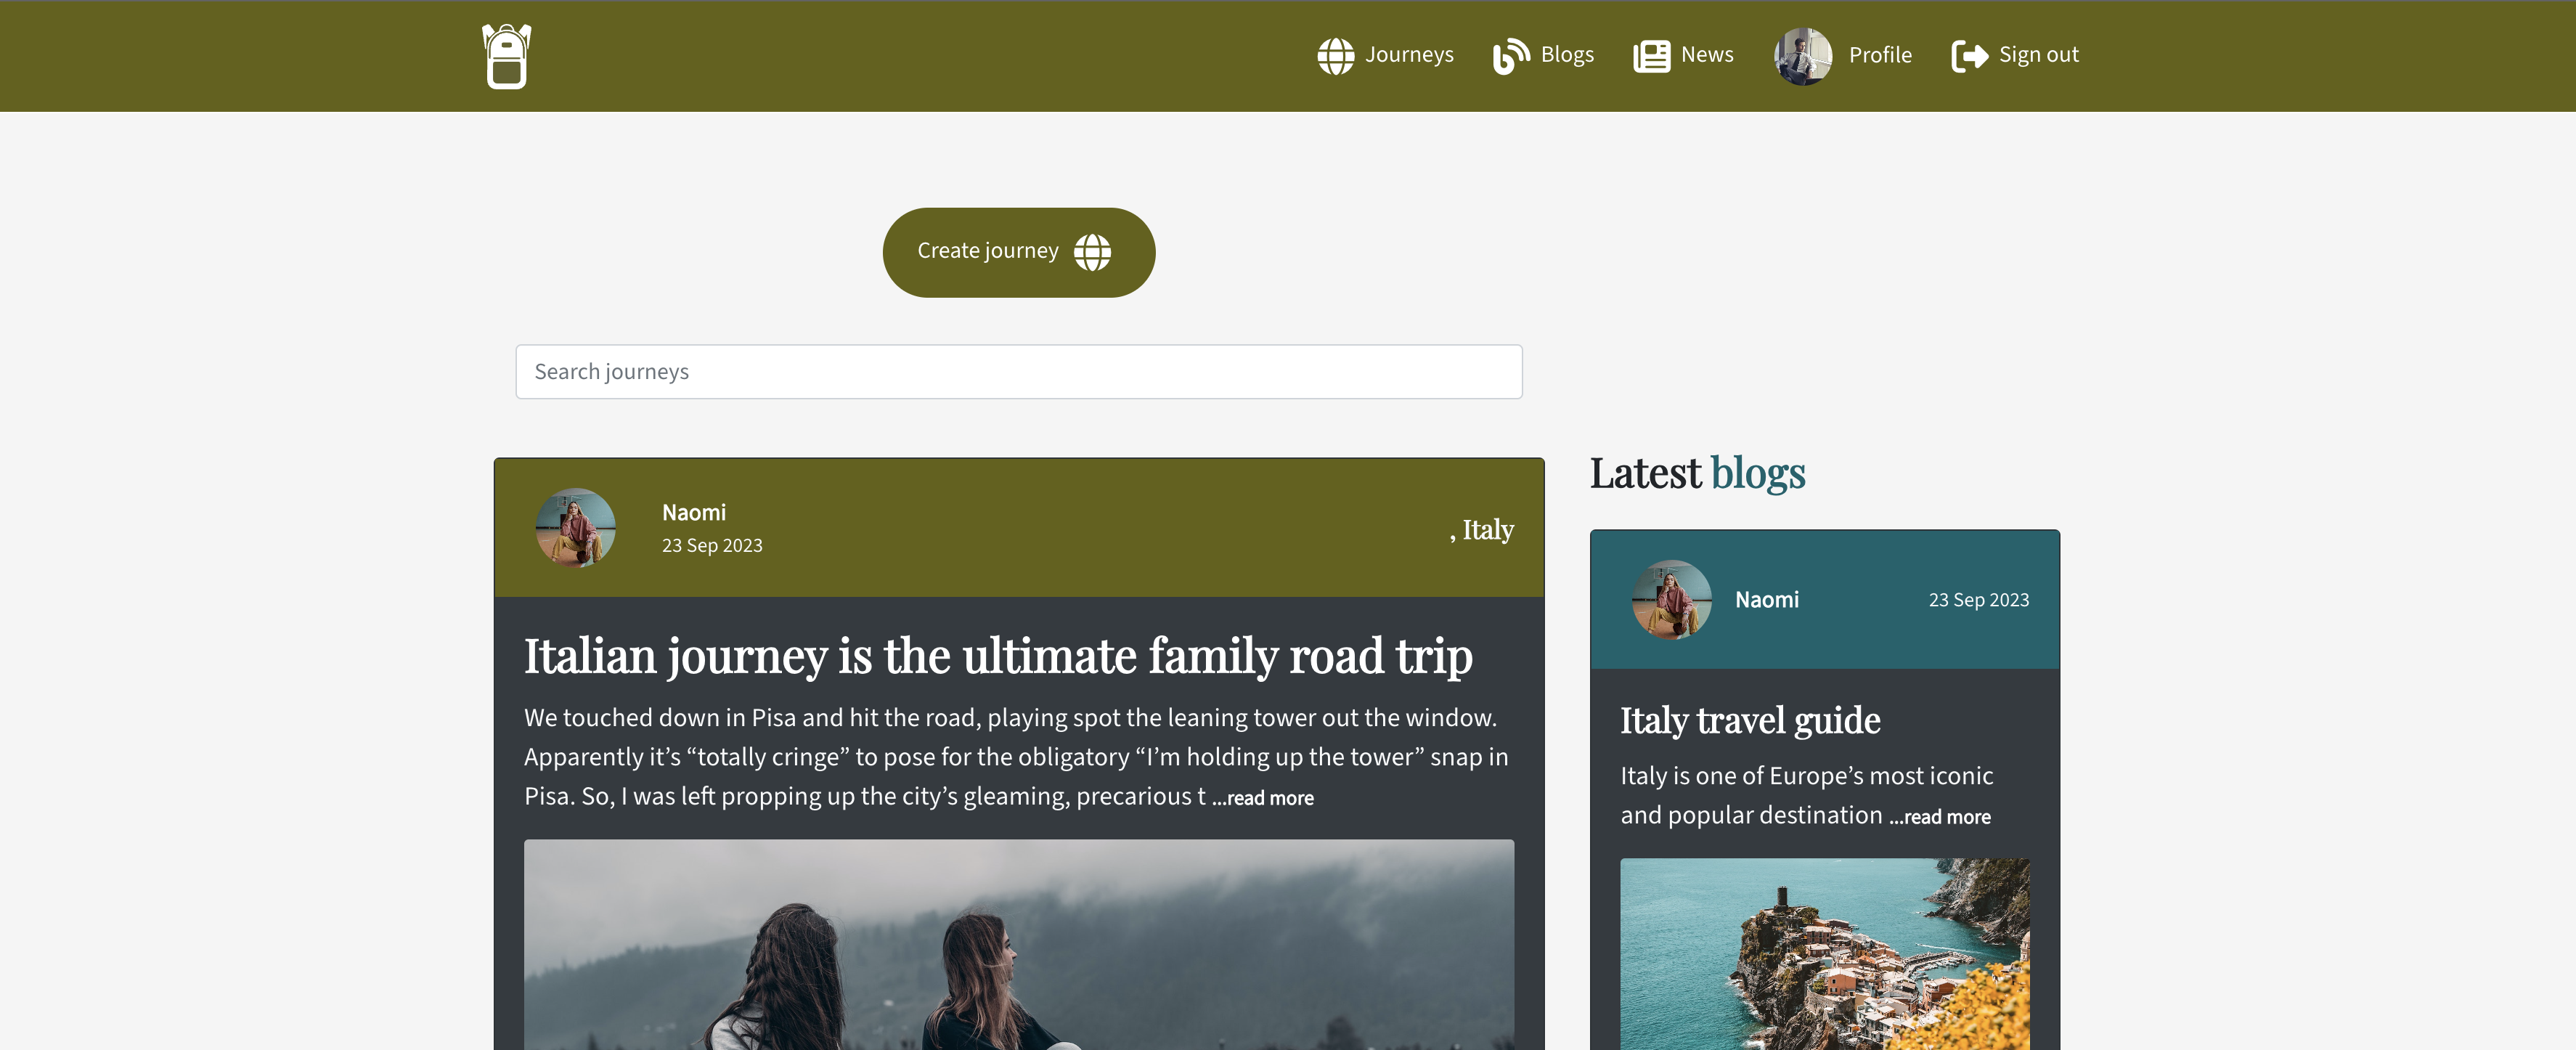 Journeys Blogs News Profile Sign out
Create journey
Search journeys
Naomi
23 Sep 2023
, Italy
Italian journey is the ultimate family road trip
We touched down in Pisa and hit the road, playing spot the leaning tower out the window.
Apparently it’s “totally cringe” to pose for the obligatory “I’m holding up the tower” snap in
Pisa. So, I was left propping up the city’s gleaming, precarious t ...read more
Latest blogs
Naomi 23 Sep 2023
Italy travel guide
Italy is one of Europe’s most iconic
and popular destination ...read more